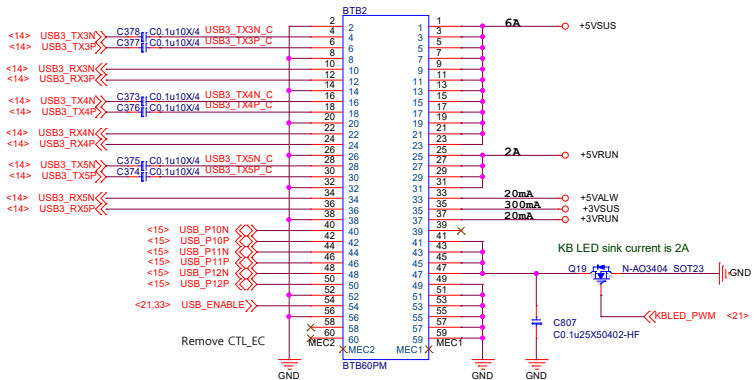 BTB2
2 2 1 1 6A +5VSUS
<14> USB3_TX3N C378 C0.1u10X/4 USB3_TX3N_C 4 4 3 3
<14> USB3_TX3P C377 C0.1u10X/4 USB3_TX3P_C 6 6 5 5
8 8 7 7
<14> USB3_RX3N 10 10 9 9
<14> USB3_RX3P 12 12 11 11
14 14 13 13
<14> USB3_TX4N C373 C0.1u10X/4 USB3_TX4N_C 16 16 15 15
<14> USB3_TX4P C376 C0.1u10X/4 USB3_TX4P_C 18 18 17 17
20 20 19 19
<14> USB3_RX4N 22 22 21 21
<14> USB3_RX4P 24 24 23 23
26 26 25 25 2A +5VRUN
<14> USB3_TX5N C375 C0.1u10X/4 USB3_TX5N_C 28 28 27 27
<14> USB3_TX5P C374 C0.1u10X/4 USB3_TX5P_C 30 30 29 29
32 32 31 31
<14> USB3_RX5N 34 34 33 33 20mA +5VALW
<14> USB3_RX5P 36 36 35 35 300mA +3VSUS
38 38 37 37 20mA +3VRUN
<15> USB_P10N 40 40 39 39
<15> USB_P10P 42 42 41 41
<15> USB_P11N 44 44 43 43 KB LED sink current is 2A
<15> USB_P11P 46 46 45 45
<15> USB_P12N 48 48 47 47 Q19 N-AO3404_SOT23 GND
<15> USB_P12P 50 50 49 49
52 52 51 51
<21,33> USB_ENABLE 54 54 53 53
56 56 55 55 KBLED_PWM <21>
58 58 57 57 C807
Remove CTL_EC 60 60 59 59 C0.1u25X50402-HF
MEC2 MEC2 MEC1 MEC1
GND BTB60PM GND GND